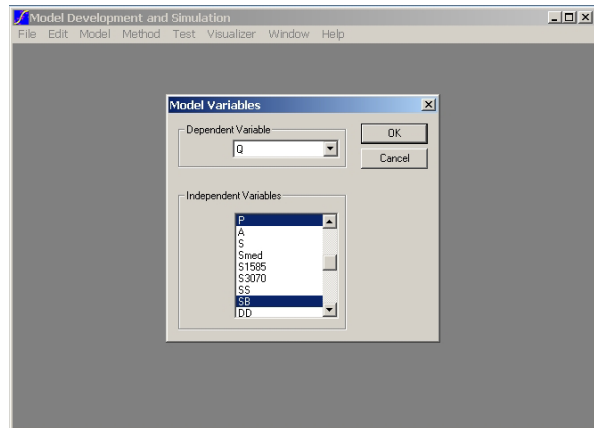 Model Development and Simulation
File Edit Model Method Test Visualizer Window Help
Model Variables
Dependent Variable
Q
OK
Cancel
Independent Variables
P
A
S
Smed
S1585
S3070
SS
SB
DD